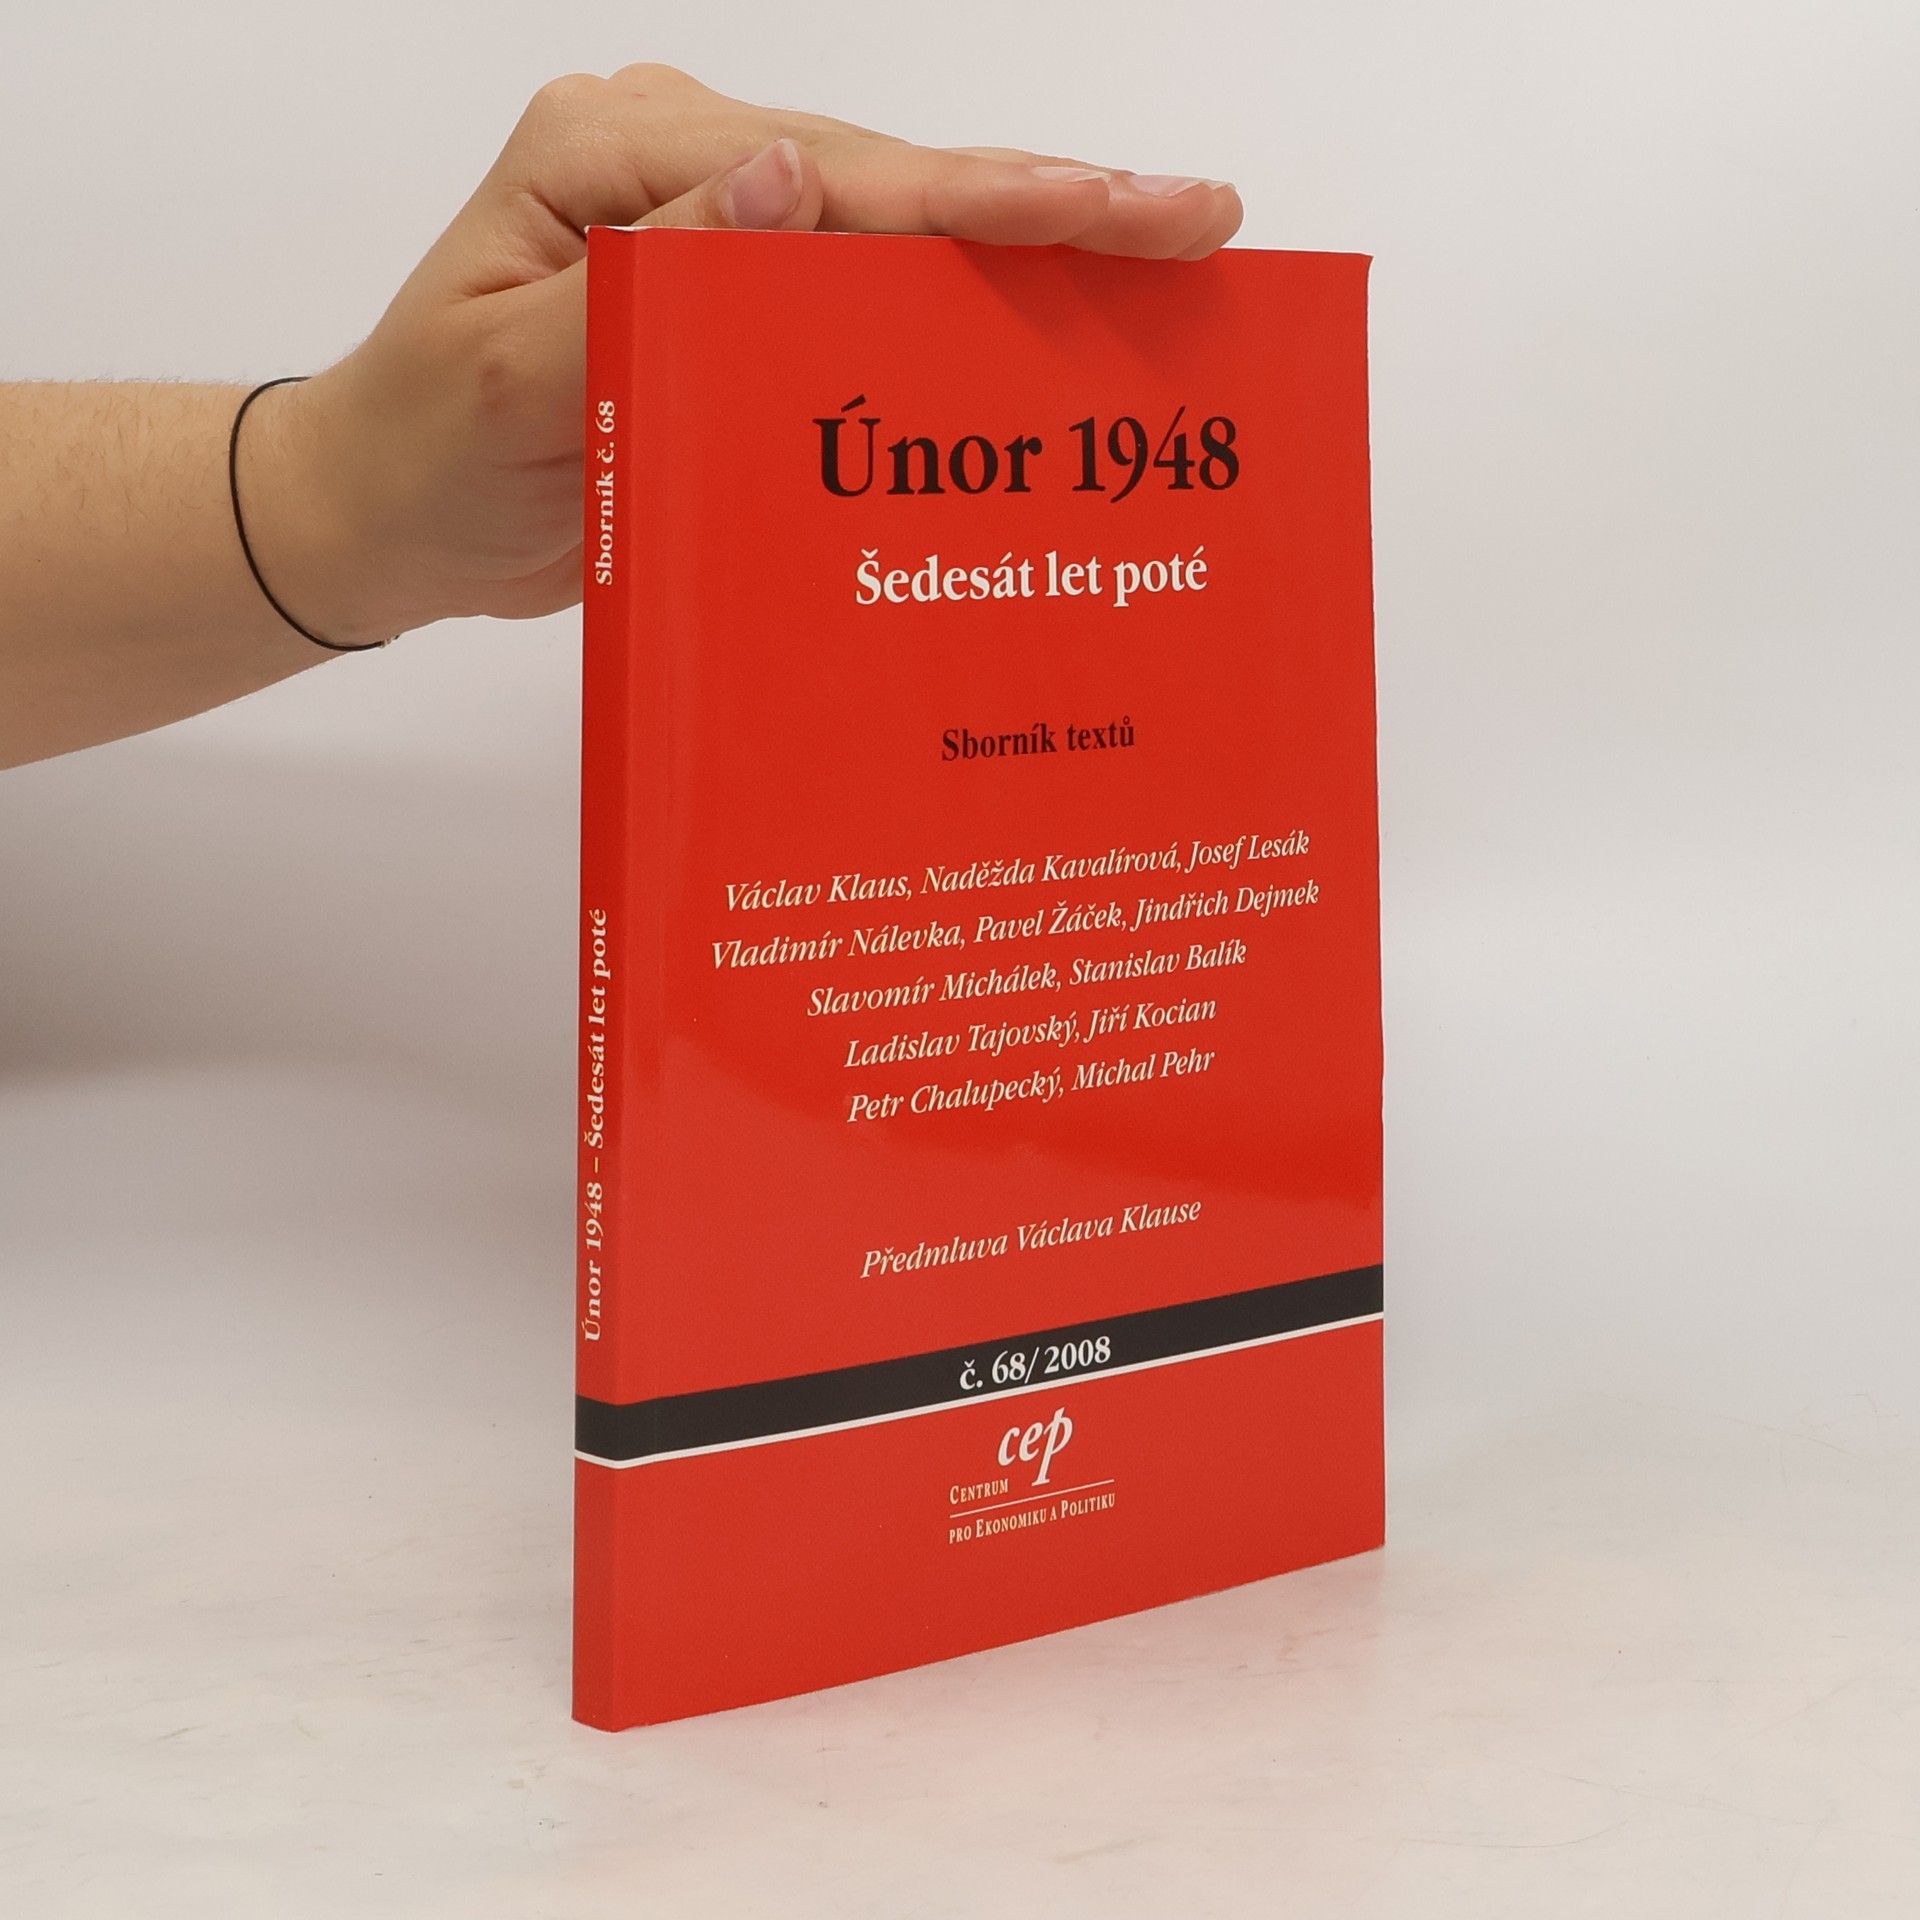 Únor 1948
Šedesát let poté
Sborník textů
Václav Klaus, Naděžda Kavalírová, Josef Lesák
Vladimír Nálevka, Pavel Žáček, Jindřich Dejmek
Slavomír Michálek, Stanislav Balík
Ladislav Tajovský, Jiří Kocian
Petr Chalupecký, Michal Pehr
Předmluva Václava Klause
č. 68/2008
cep
CENTRUM
PRO EKONOMIKU A POLITIKU
Únor 1948 – Šedesát let poté
Sborník č. 68